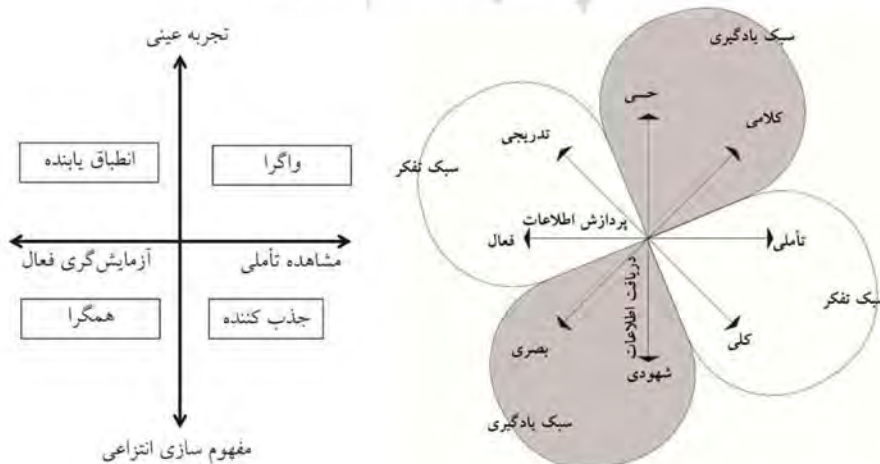 تجربه عینی
واگرا
انطباق یابنده
مشاهده تأملی
آزمایش‌گری فعال
جذب کننده
همگرا
مفهوم سازی انتزاعی
سبک یادگیری
حسی
کلامی
تدریجی
سبک تفکر
پردازش اطلاعات
فعال
تأملی
دریافت اطلاعات
سبک تفکر
کلی
بصری
شهودی
سبک یادگیری